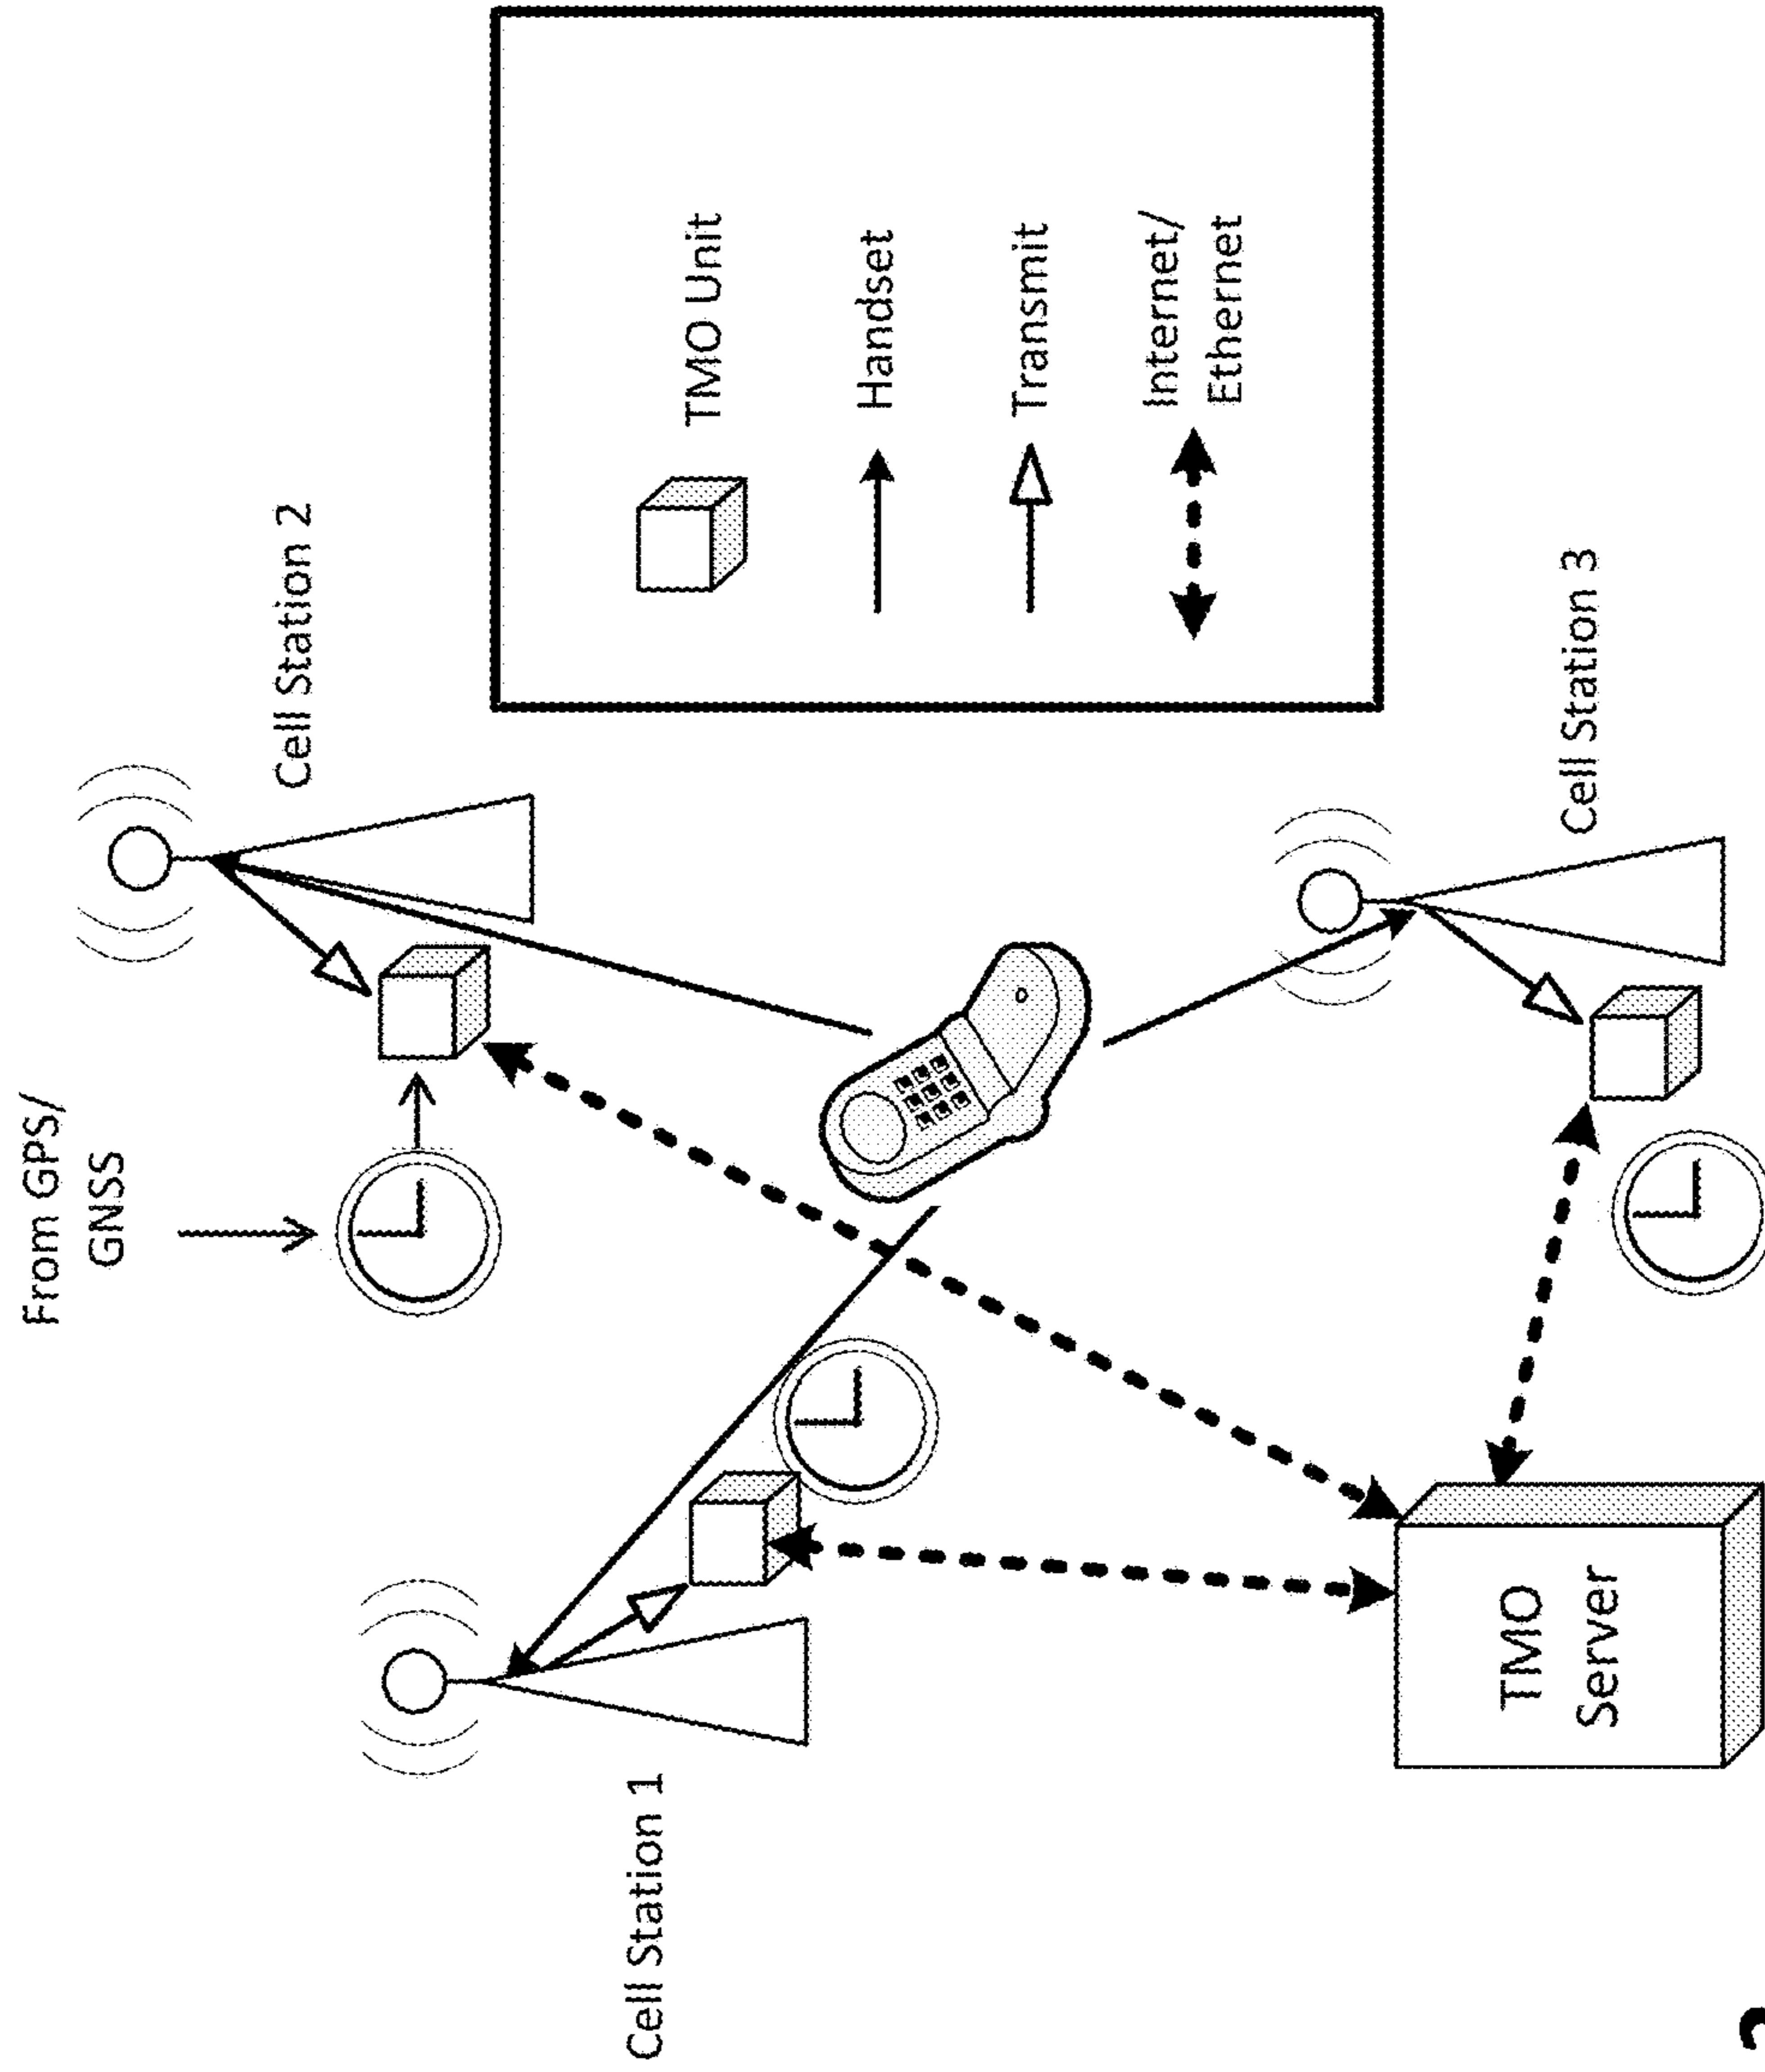 From GPS/
GNSS
Cell Station 2
Cell Station 1
TMO Unit
Handset
Transmit
Internet/
Ethernet
Cell Station 3
TMO
Server